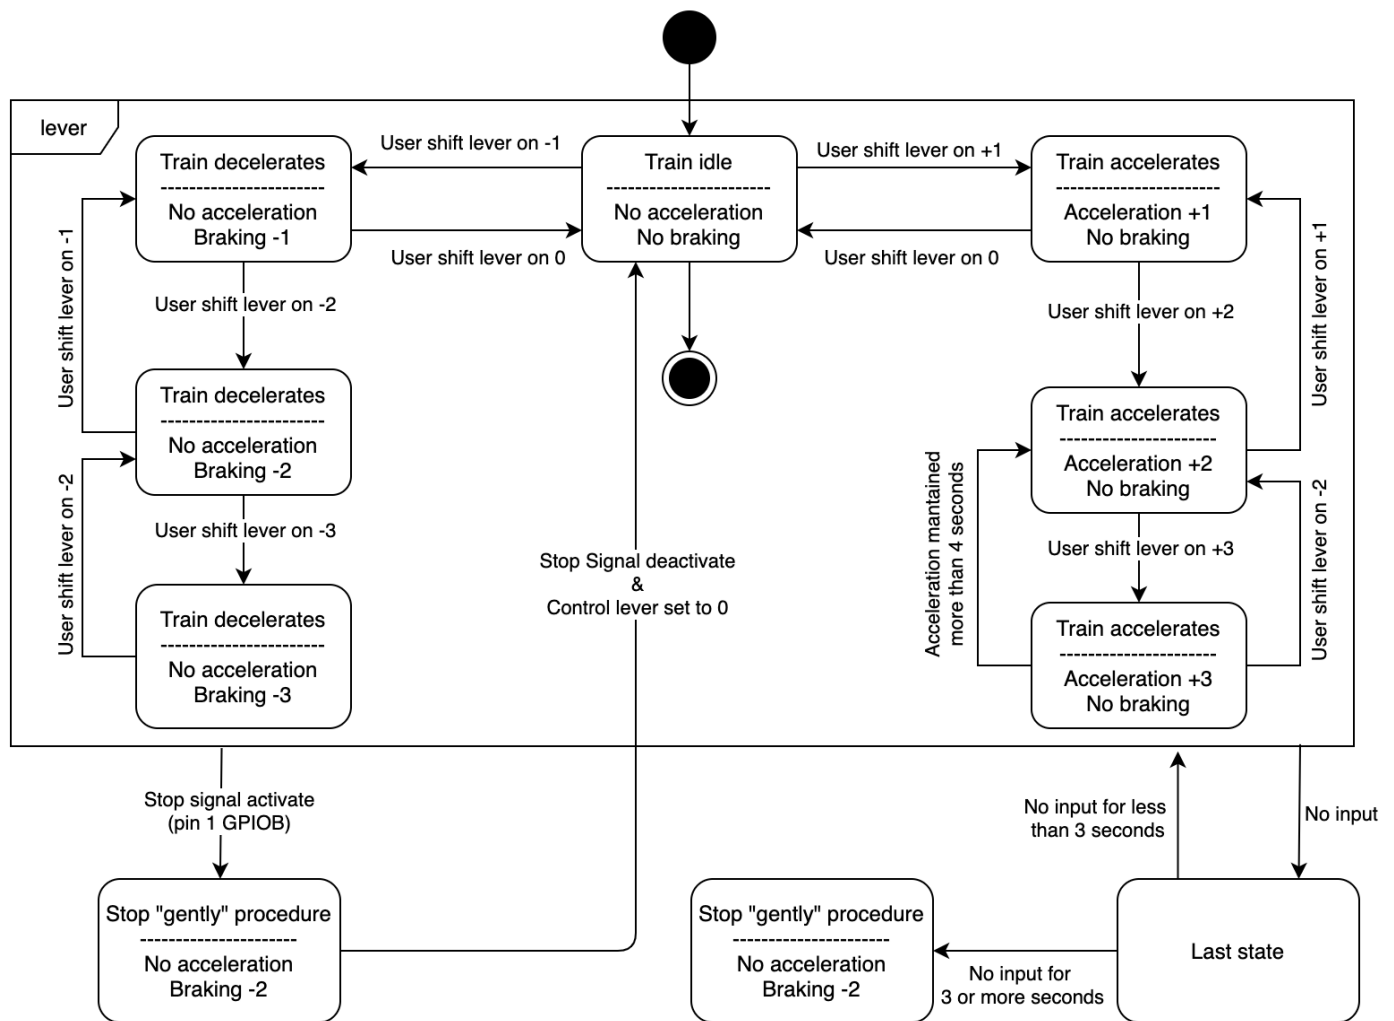 lever
User shift lever on -1
User shift lever on +1
Train decelerates
-----------------------
No acceleration
Braking -1
Train idle
-----------------------
No acceleration
No braking
Train accelerates
-----------------------
Acceleration +1
No braking
User shift lever on 0
User shift lever on 0
User shift lever on -1
User shift lever on -2
User shift lever on +2
User shift lever on +1
Train decelerates
-----------------------
No acceleration
Braking -2
Train accelerates
----------------------
Acceleration +2
No braking
User shift lever on -2
User shift lever on -3
Acceleration mantained
more than 4 seconds
User shift lever on +3
User shift lever on -2
Stop Signal deactivate
&
Control lever set to 0
Train decelerates
-----------------------
No acceleration
Braking -3
Train accelerates
----------------------
Acceleration +3
No braking
Stop signal activate
(pin 1 GPIOB)
No input for less
than 3 seconds
No input
Stop "gently" procedure
----------------------
No acceleration
Braking -2
Stop "gently" procedure
----------------------
No acceleration
Braking -2
No input for
3 or more seconds
Last state